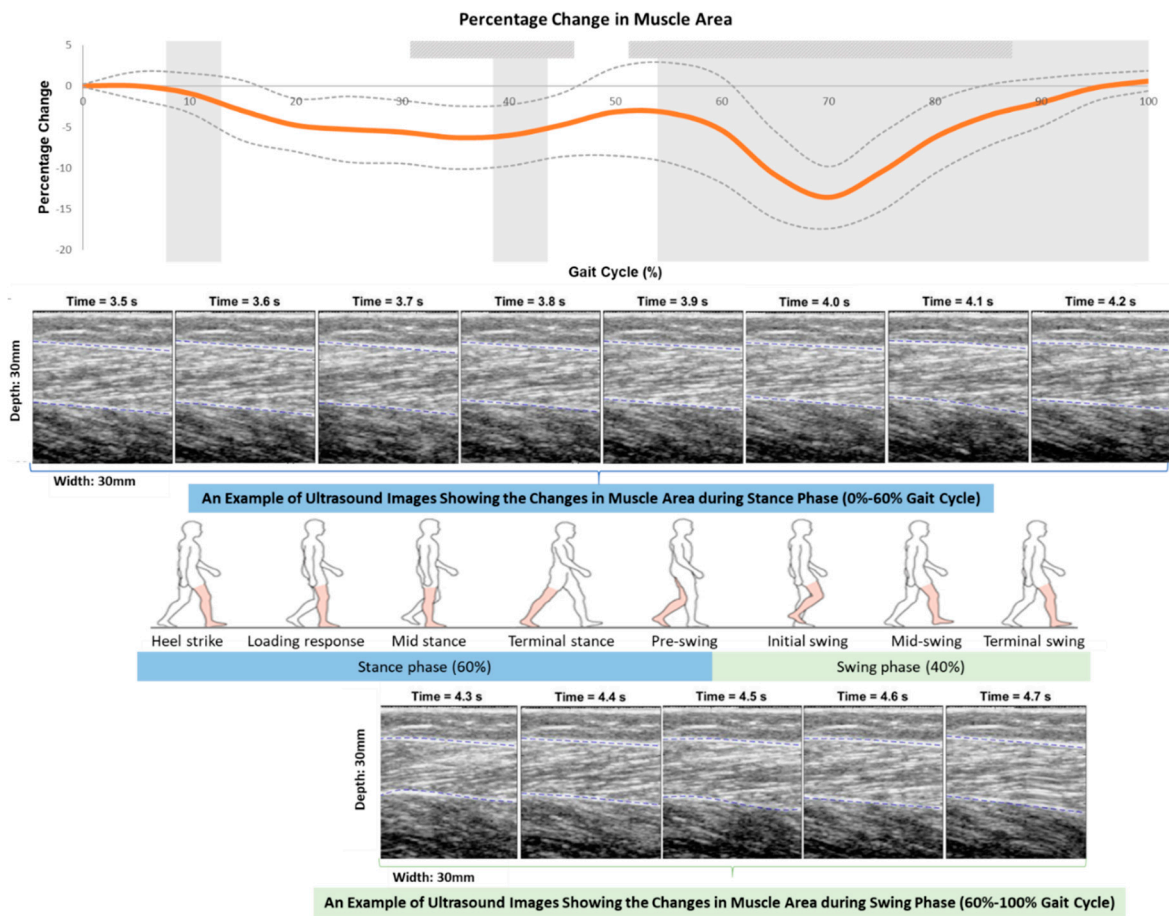 Percentage Change in Muscle Area
Percentage Change
5
0
-5
-10
-15
-20
0 10 20 30 40 50 60 70 80 90 100
Gait Cycle (%)
Time = 3.5 s Time = 3.6 s Time = 3.7 s Time = 3.8 s Time = 3.9 s Time = 4.0 s Time = 4.1 s Time = 4.2 s
Depth: 30mm
Width: 30mm
An Example of Ultrasound Images Showing the Changes in Muscle Area during Stance Phase (0%-60% Gait Cycle)
Heel strike Loading response Mid stance Terminal stance Pre-swing Initial swing Mid-swing Terminal swing
Stance phase (60%) Swing phase (40%)
Time = 4.3 s Time = 4.4 s Time = 4.5 s Time = 4.6 s Time = 4.7 s
Depth: 30mm
Width: 30mm
An Example of Ultrasound Images Showing the Changes in Muscle Area during Swing Phase (60%-100% Gait Cycle)